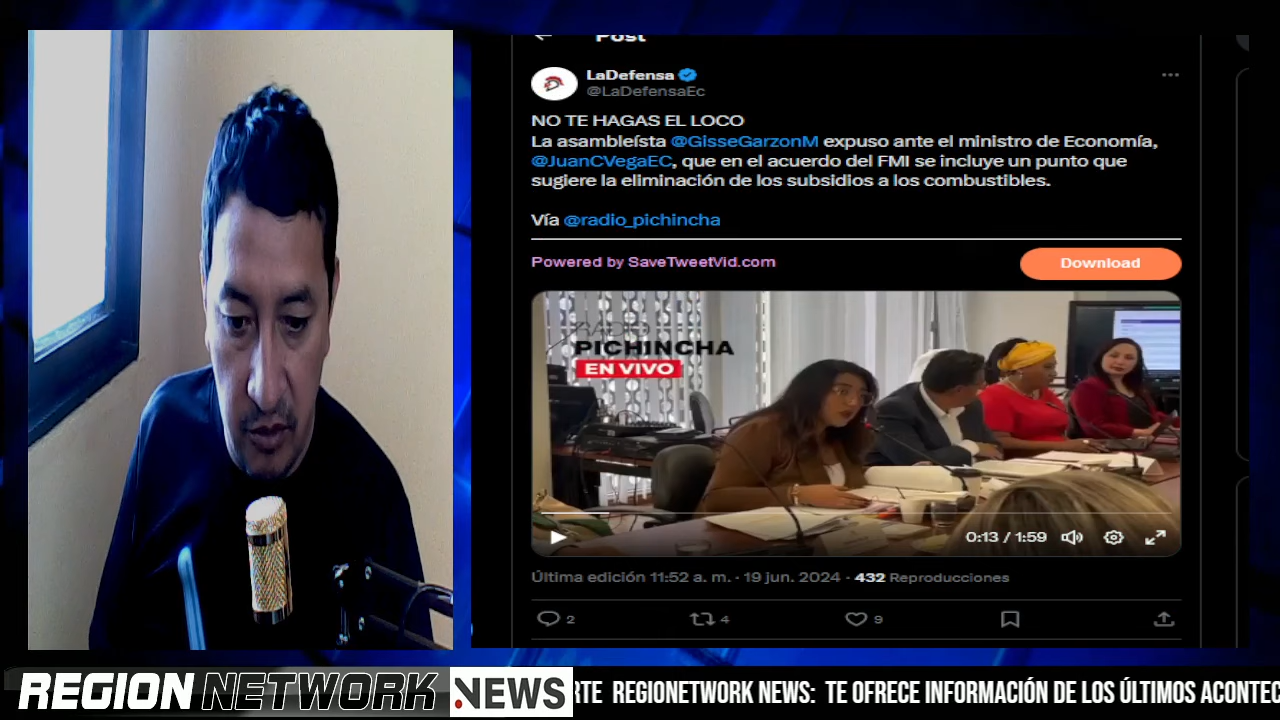 Post
LaDefensa
@LaDefensaEc
NO TE HAGAS EL LOCO
La asambleísta @GisseGarzonM expuso ante el ministro de Economía,
@JuanCVegaEC, que en el acuerdo del FMI se incluye un punto que
sugiere la eliminación de los subsidios a los combustibles.
Vía @radio_pichincha
Powered by SaveTweetVid.com
Download
RADIO
PICHINCHA
EN VIVO
0:13 / 1:59
Última edición 11:52 a. m. · 19 jun. 2024 · 432 Reproducciones
2
4
9
REGION NETWORK .NEWS
RTE REGIONETWORK NEWS: TE OFRECE INFORMACIÓN DE LOS ÚLTIMOS ACONTEC